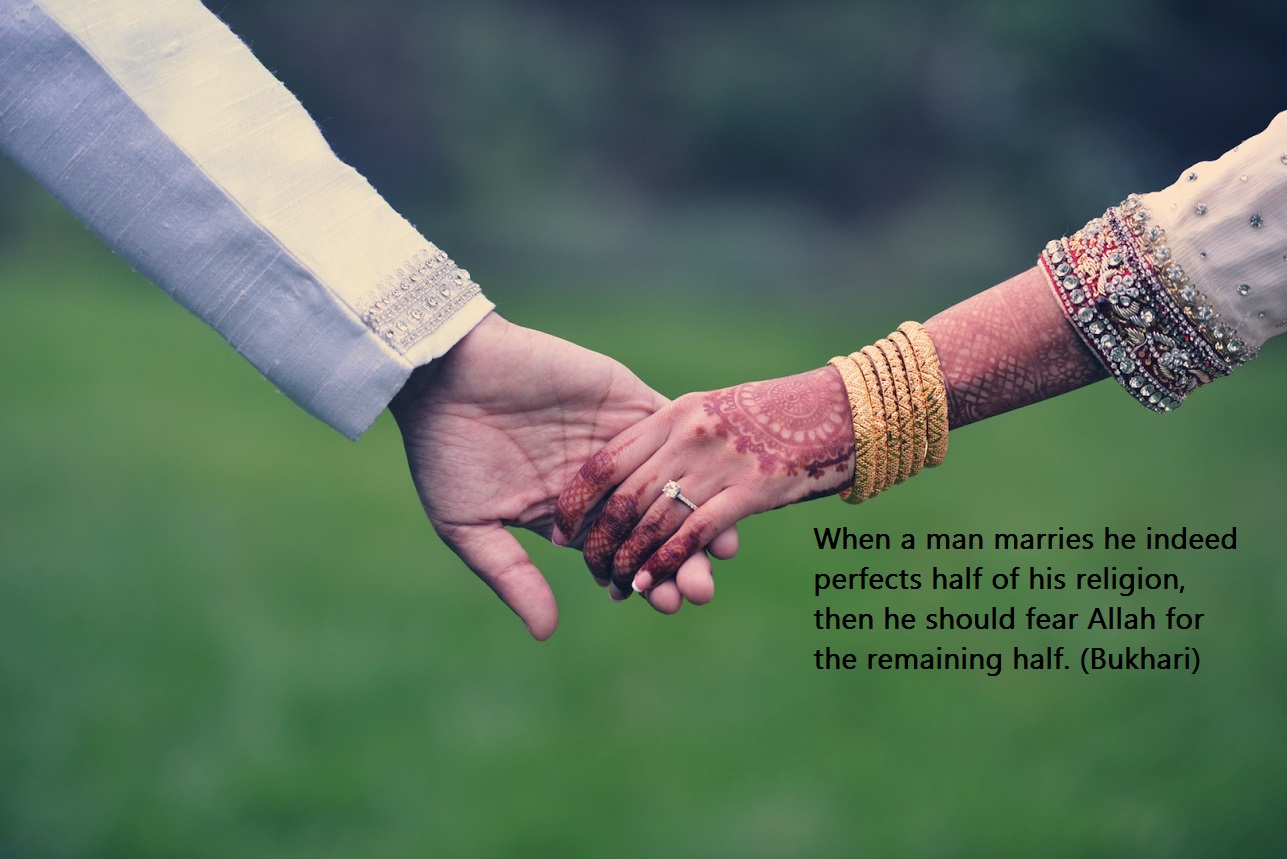 When a man marries he indeed
perfects half of his religion,
then he should fear Allah for
the remaining half. (Bukhari)